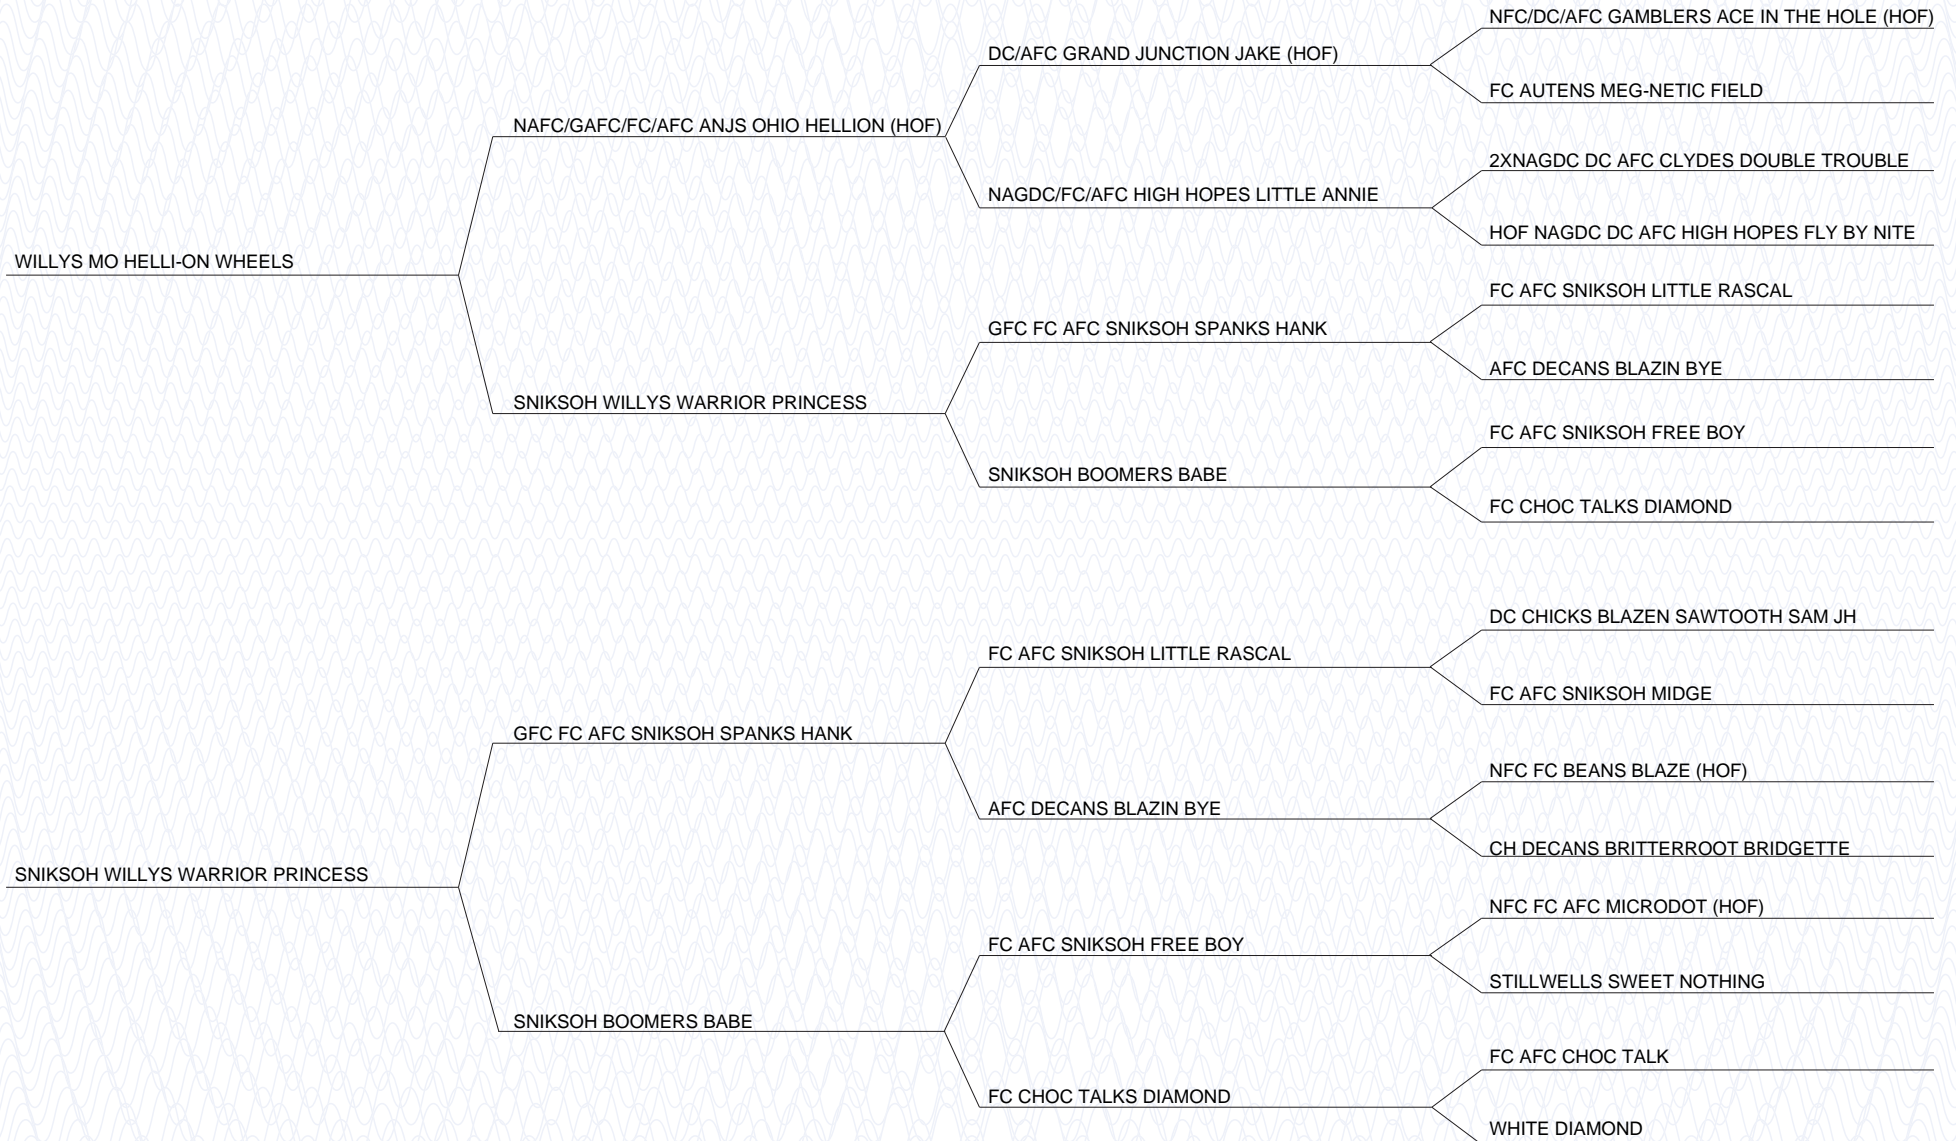 NFC/DC/AFC GAMBLERS ACE IN THE HOLE (HOF)
DC/AFC GRAND JUNCTION JAKE (HOF)
FC AUTENS MEG-NETIC FIELD
NAFC/GAFC/FC/AFC ANJS OHIO HELLION (HOF)
2XNAGDC DC AFC CLYDES DOUBLE TROUBLE
NAGDC/FC/AFC HIGH HOPES LITTLE ANNIE
HOF NAGDC DC AFC HIGH HOPES FLY BY NITE
WILLYS MO HELLI-ON WHEELS
FC AFC SNIKSOH LITTLE RASCAL
GFC FC AFC SNIKSOH SPANKS HANK
AFC DECANS BLAZIN BYE
SNIKSOH WILLYS WARRIOR PRINCESS
FC AFC SNIKSOH FREE BOY
SNIKSOH BOOMERS BABE
FC CHOC TALKS DIAMOND
DC CHICKS BLAZEN SAWTOOTH SAM JH
FC AFC SNIKSOH LITTLE RASCAL
FC AFC SNIKSOH MIDGE
GFC FC AFC SNIKSOH SPANKS HANK
NFC FC BEANS BLAZE (HOF)
AFC DECANS BLAZIN BYE
CH DECANS BRITTERROOT BRIDGETTE
SNIKSOH WILLYS WARRIOR PRINCESS
NFC FC AFC MICRODOT (HOF)
FC AFC SNIKSOH FREE BOY
STILLWELLS SWEET NOTHING
SNIKSOH BOOMERS BABE
FC AFC CHOC TALK
FC CHOC TALKS DIAMOND
WHITE DIAMOND